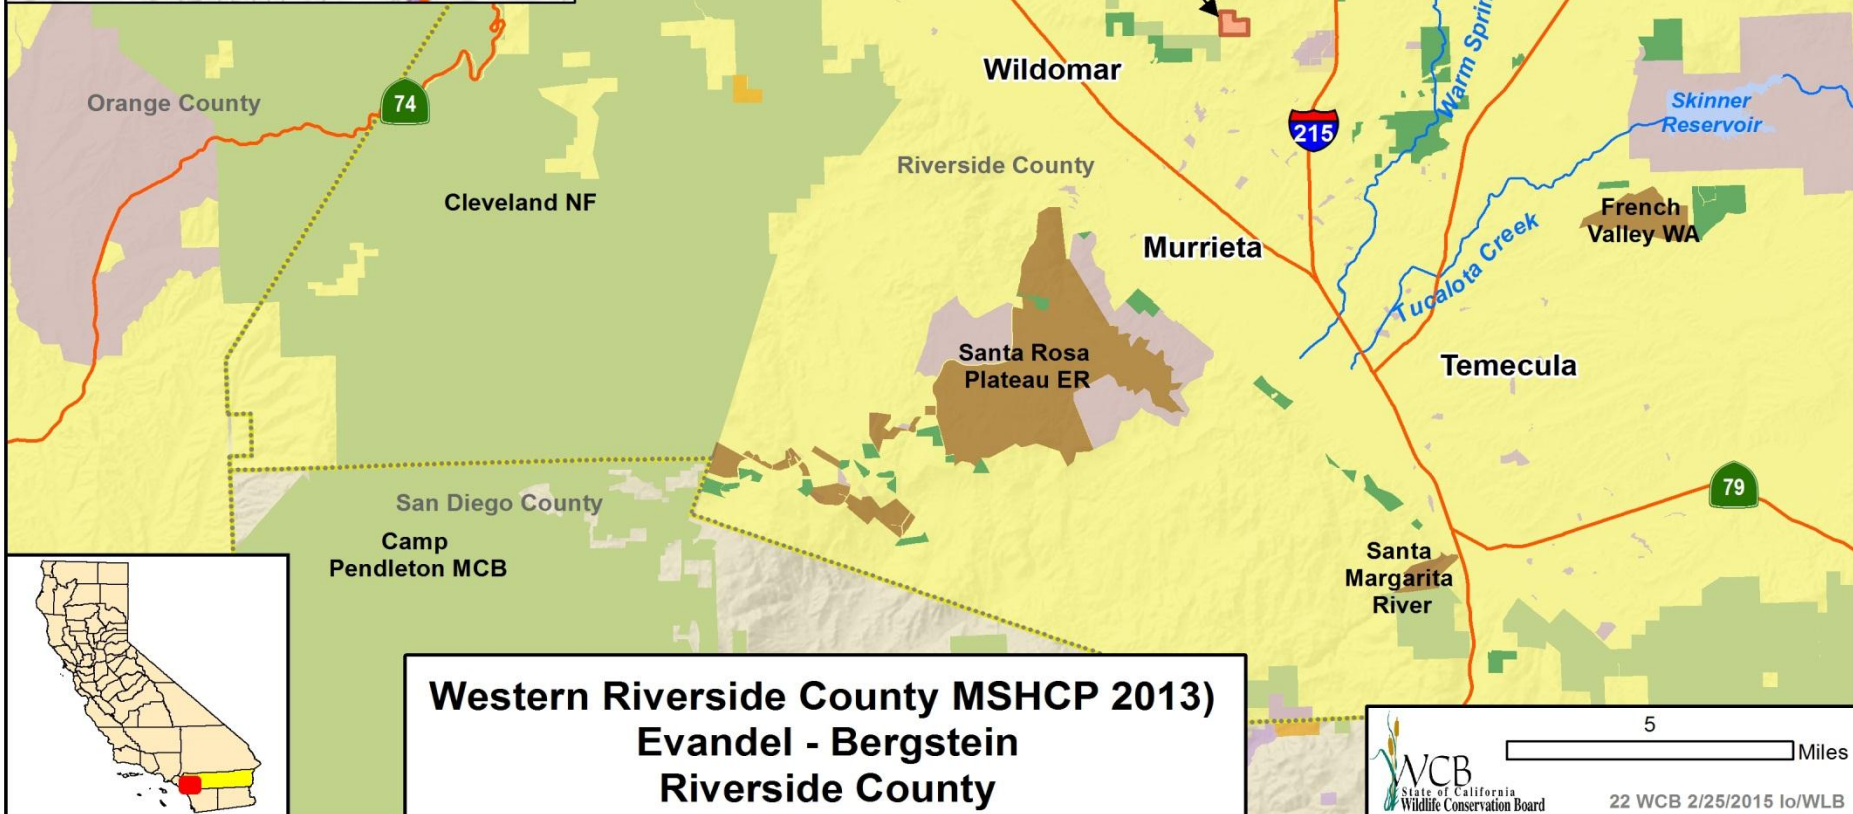 Wildomar
Warm Sprin
Orange County
74
215
Skinner
Reservoir
Riverside County
Cleveland NF
French
Valley WA
Murrieta
Tucalota Creek
Santa Rosa
Plateau ER
Temecula
79
San Diego County
Camp
Pendleton MCB
Santa
Margarita
River
Western Riverside County MSHCP 2013)
Evandel - Bergstein
Riverside County
5
Miles
WCB
State of California
Wildlife Conservation Board
22 WCB 2/25/2015 lo/WLB